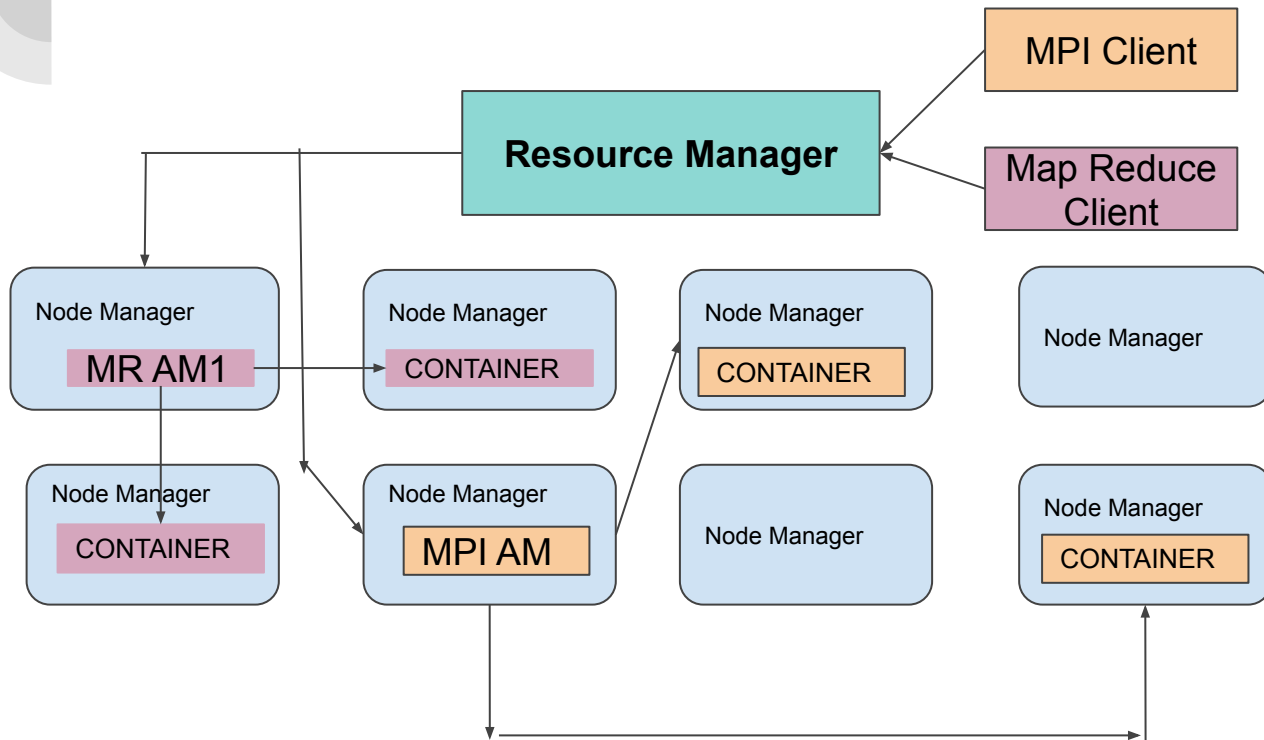 MPI Client
Resource Manager
Map Reduce
Client
Node Manager
MR AM1
Node Manager
CONTAINER
Node Manager
CONTAINER
Node Manager
Node Manager
CONTAINER
Node Manager
MPI AM
Node Manager
Node Manager
CONTAINER